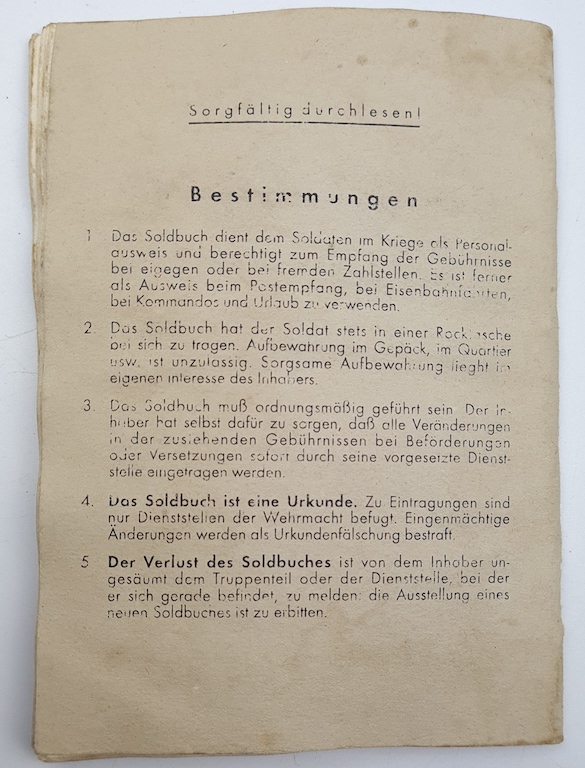 Sorgfältig durchlesen!
Bestimmungen
1 Das Soldbuch dient dem Soldaten im Kriege als Personal-
ausweis und berechtigt zum Empfang der Gebührnisse
bei eigegen oder bei fremden Zahlstellen. Es ist ferner
als Ausweis beim Postempfang, bei Eisenbahnfahrten,
bei Kommandos und Urlaub zu verwenden.
2. Das Soldbuch hat der Soldat stets in einer Rocktasche
bei sich zu tragen. Aufbewahrung im Gepäck, im Quartier
usw. ist unzulässig. Sorgsame Aufbewahrung lieght im
eigenen Interesse des Inhabers.
3. Das Soldbuch muß ordnungsmäßig geführt sein. Der In-
haber hat selbst dafür zu sorgen, daß alle Veränderungen
in der zustehenden Gebührnissen bei Beförderungen
oder Versetzungen sofort durch seine vorgesetzte Dienst-
stelle eingetragen werden.
4. Das Soldbuch ist eine Urkunde. Zu Eintragungen sind
nur Dienststellen der Wehrmacht befugt. Eingenmächtige
Änderungen werden als Urkundenfälschung bestraft.
5 Der Verlust des Soldbuches ist von dem Inhaber un-
gesäumt dem Truppenteil oder der Dienststelle, bei der
er sich gerade befindet, zu melden: die Ausstellung eines
neuen Soldbuches ist zu erbitten.